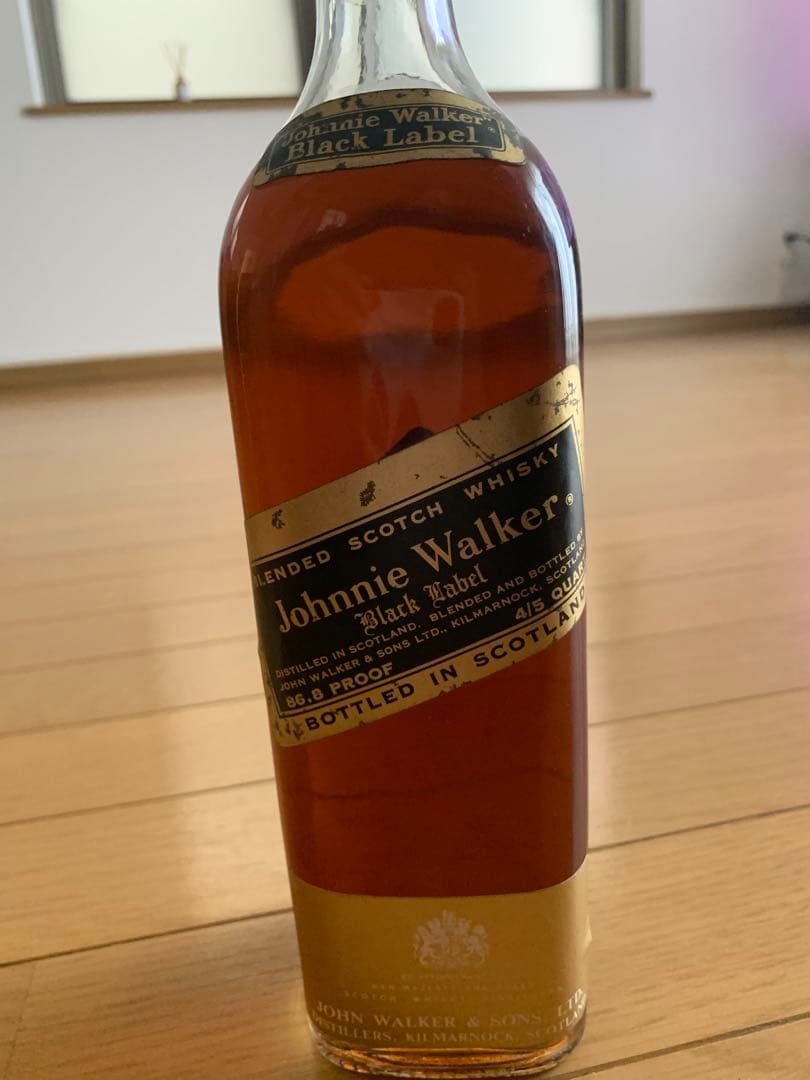 Johnnie Walker
Black Label
BLENDED SCOTCH WHISKY
Johnnie Walker®
Black Label
DISTILLED IN SCOTLAND. BLENDED AND BOTTLED BY
JOHN WALKER & SONS LTD., KILMARNOCK, SCOTLAND
86.8 PROOF 4/5 QUART
BOTTLED IN SCOTLAND
SCOTCH WHISKY
JOHN WALKER & SONS, LTD.
DISTILLERS, KILMARNOCK, SCOTLAND